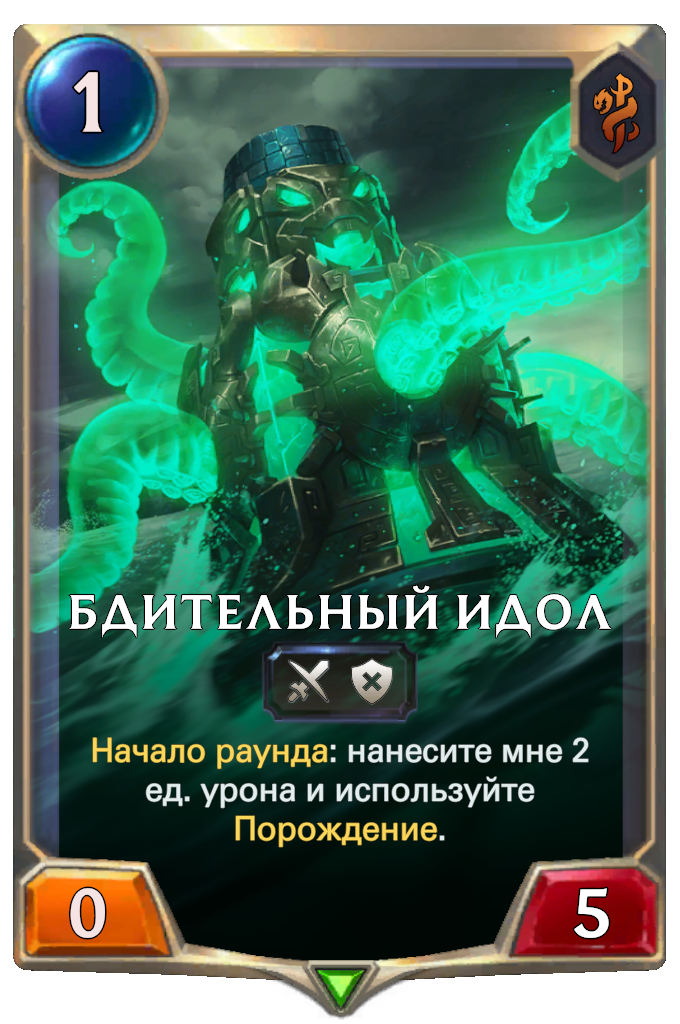 1
БДИТЕЛЬНЫЙ ИДОЛ
Начало раунда: нанесите мне 2
ед. урона и используйте
Порождение.
0
5